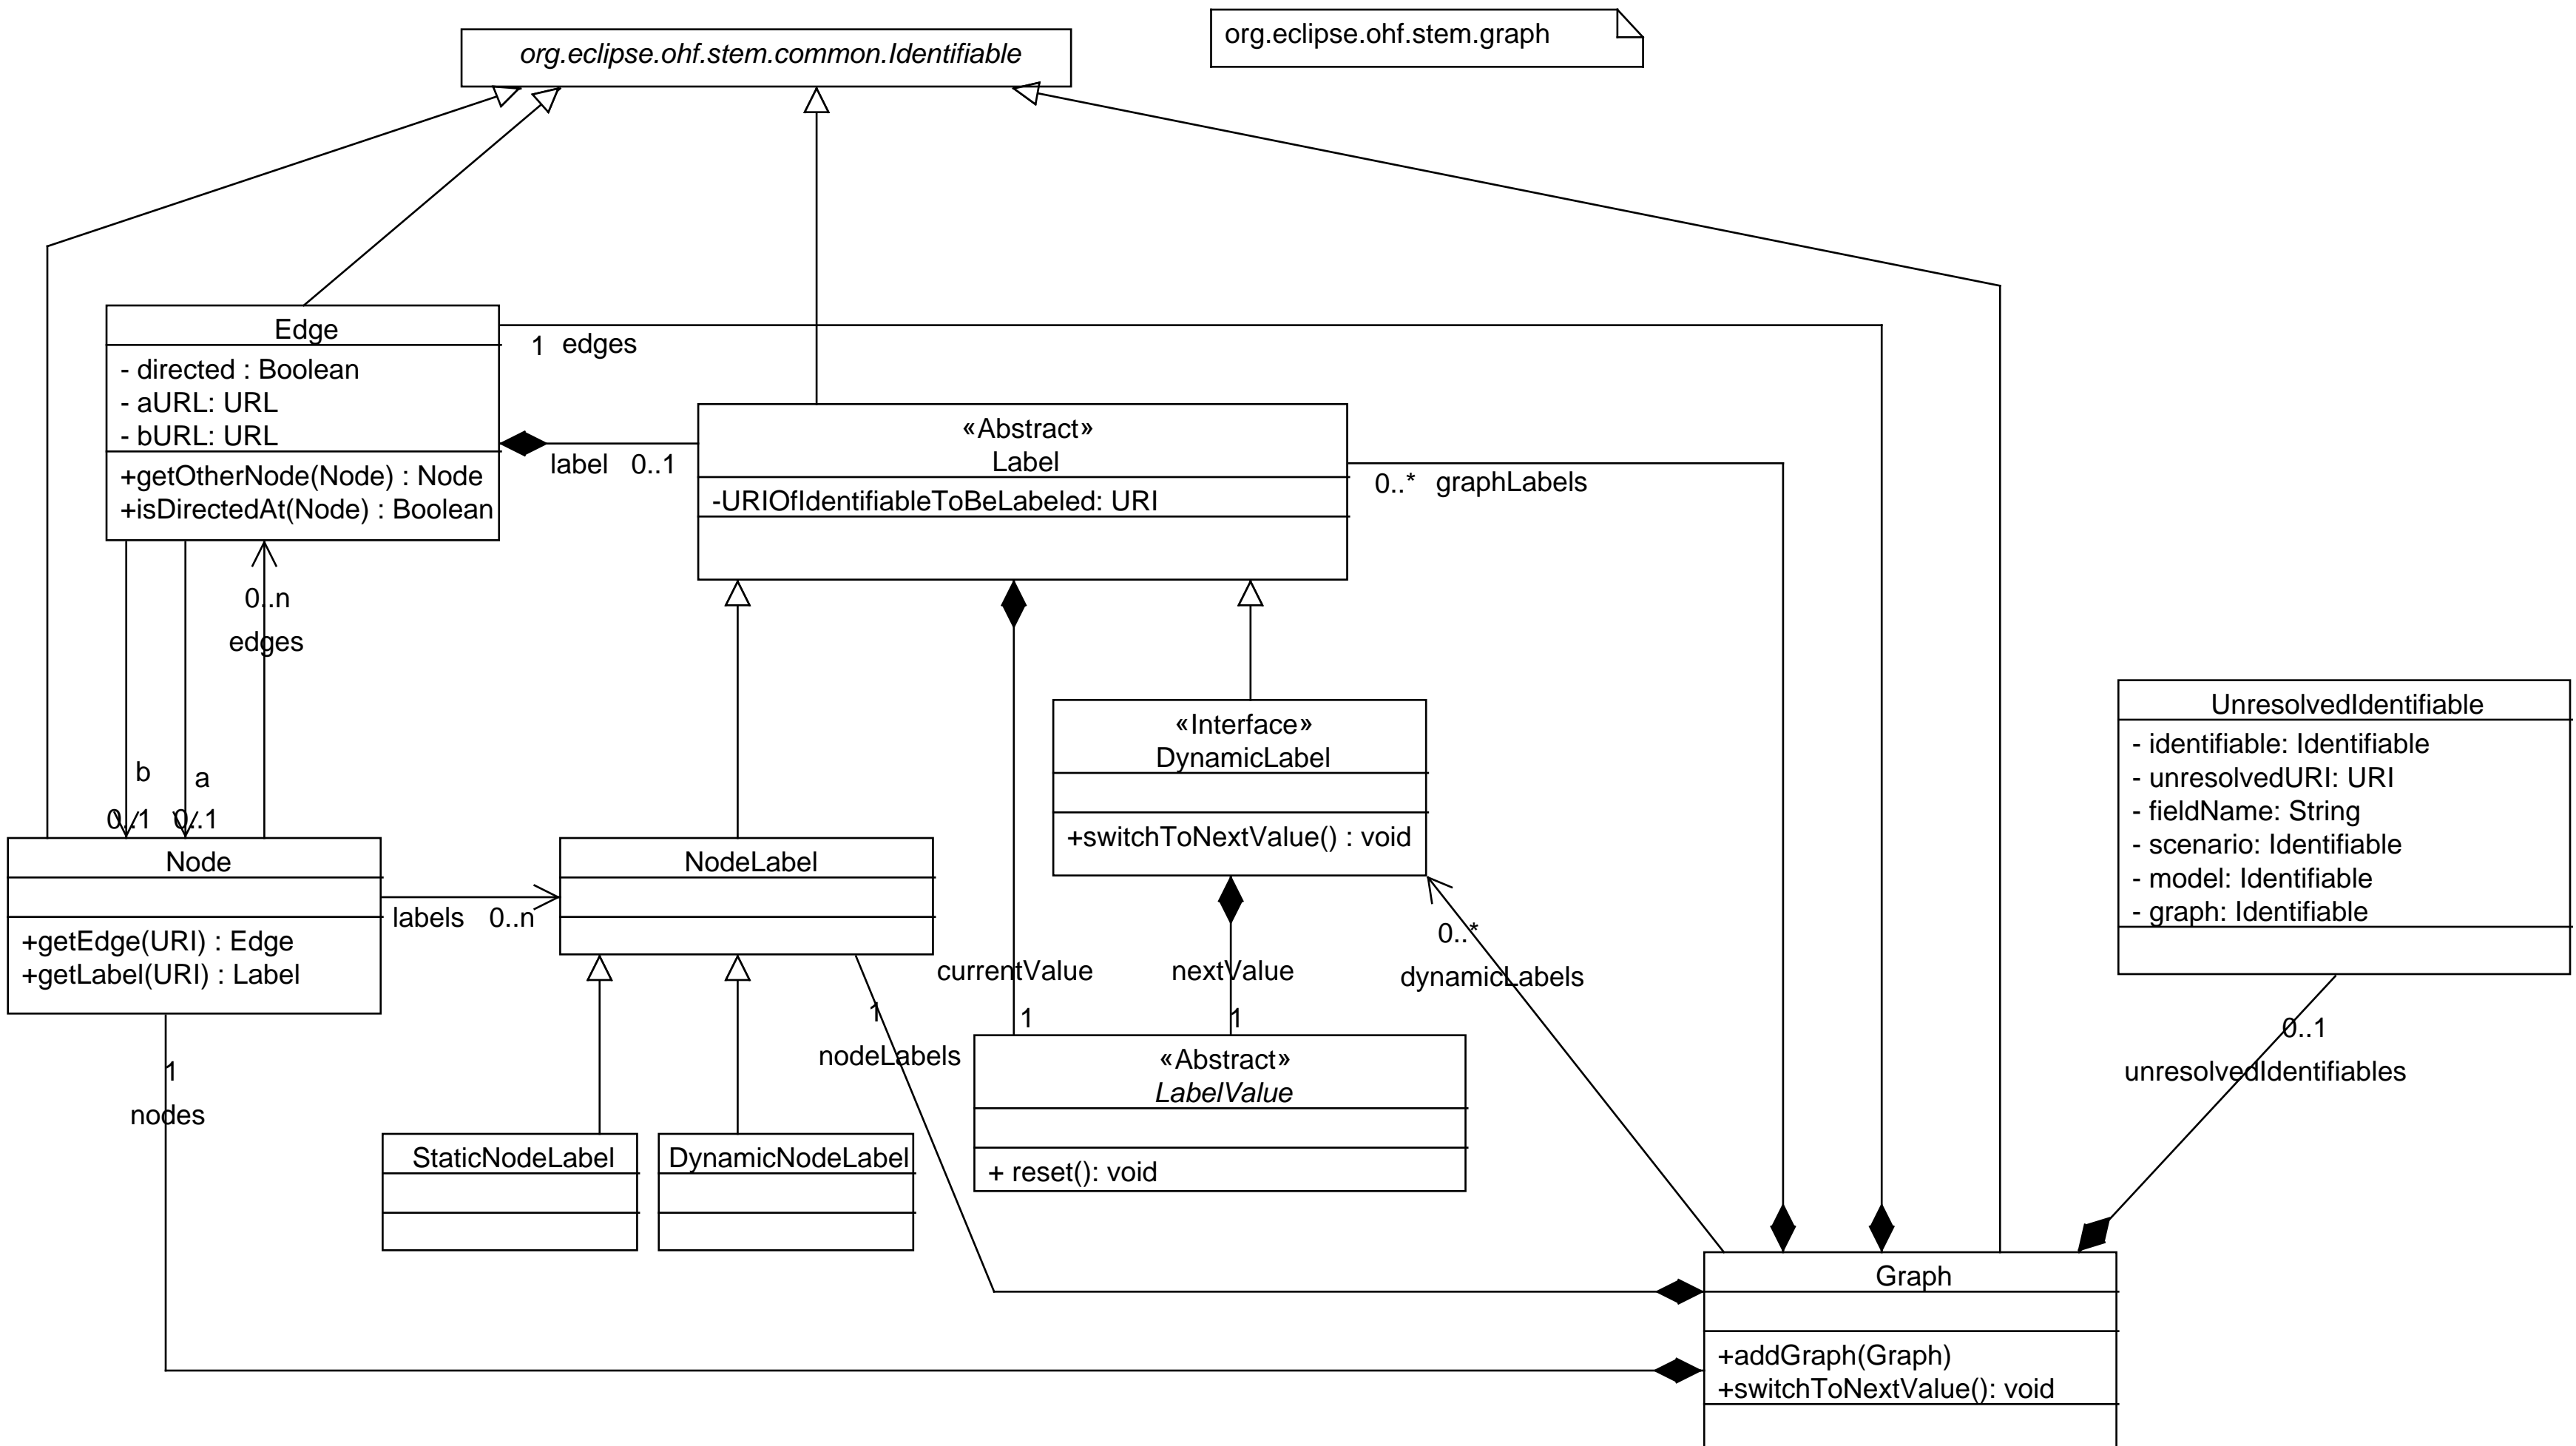 org.eclipse.ohf.stem.graph
org.eclipse.ohf.stem.common.Identifiable
Edge
- directed : Boolean
- aURL: URL
- bURL: URL
+getOtherNode(Node) : Node
+isDirectedAt(Node) : Boolean
1 edges
label 0..1
«Abstract»
Label
-URIOfIdentifiableToBeLabeled: URI
0..* graphLabels
0..n
edges
b
a
0..1
0..1
Node
+getEdge(URI) : Edge
+getLabel(URI) : Label
labels 0..n
NodeLabel
«Interface»
DynamicLabel
+switchToNextValue() : void
UnresolvedIdentifiable
- identifiable: Identifiable
- unresolvedURI: URI
- fieldName: String
- scenario: Identifiable
- model: Identifiable
- graph: Identifiable
currentValue
1
nextValue
1
0..*
dynamicLabels
1
nodeLabels
0..1
unresolvedIdentifiables
1
nodes
StaticNodeLabel
DynamicNodeLabel
«Abstract»
LabelValue
+ reset(): void
Graph
+addGraph(Graph)
+switchToNextValue(): void